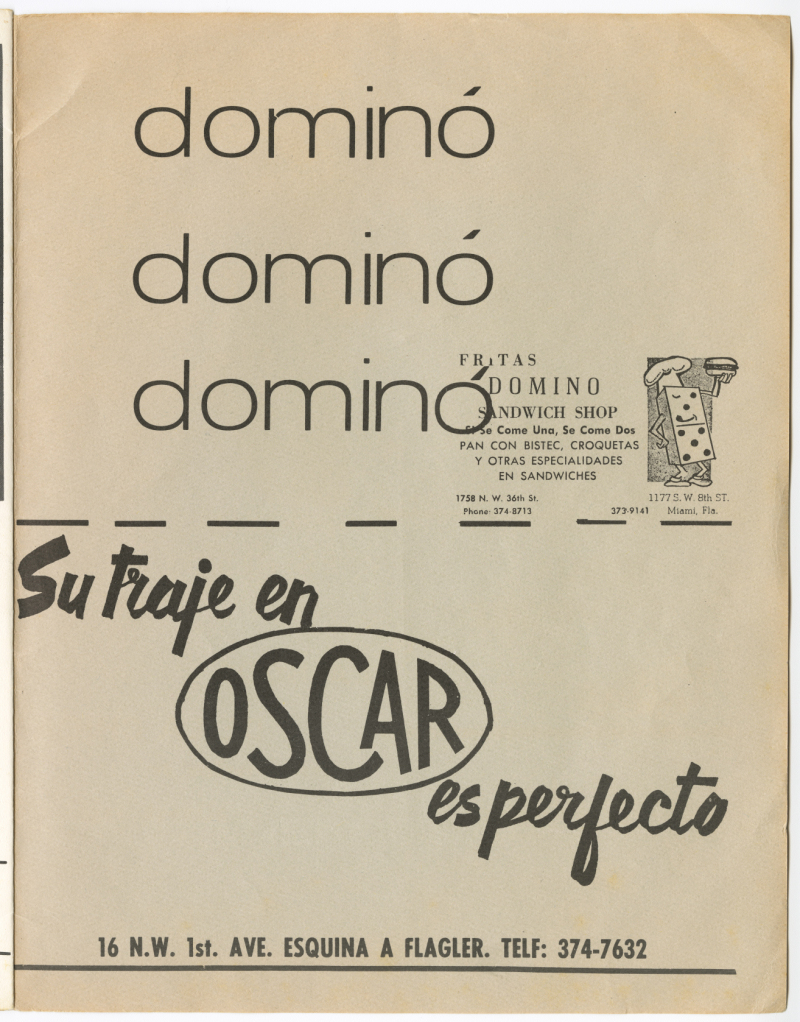 dominó
dominó
dominó
FRITAS
DOMINO
SANDWICH SHOP
Si Se Come Una, Se Come Dos
PAN CON BISTEC, CROQUETAS
Y OTRAS ESPECIALIDADES
EN SANDWICHES
1758 N. W. 36th St.
Phone: 374-8713
373-9141
1177 S. W. 8th ST.
Miami, Fla.
Su traje en
OSCAR
es perfecto
16 N.W. 1st. AVE. ESQUINA A FLAGLER. TELF: 374-7632